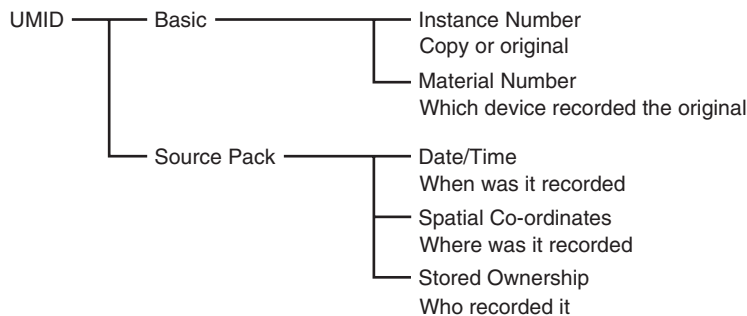 UMID
Basic
Instance Number
Copy or original
Material Number
Which device recorded the original
Source Pack
Date/Time
When was it recorded
Spatial Co-ordinates
Where was it recorded
Stored Ownership
Who recorded it